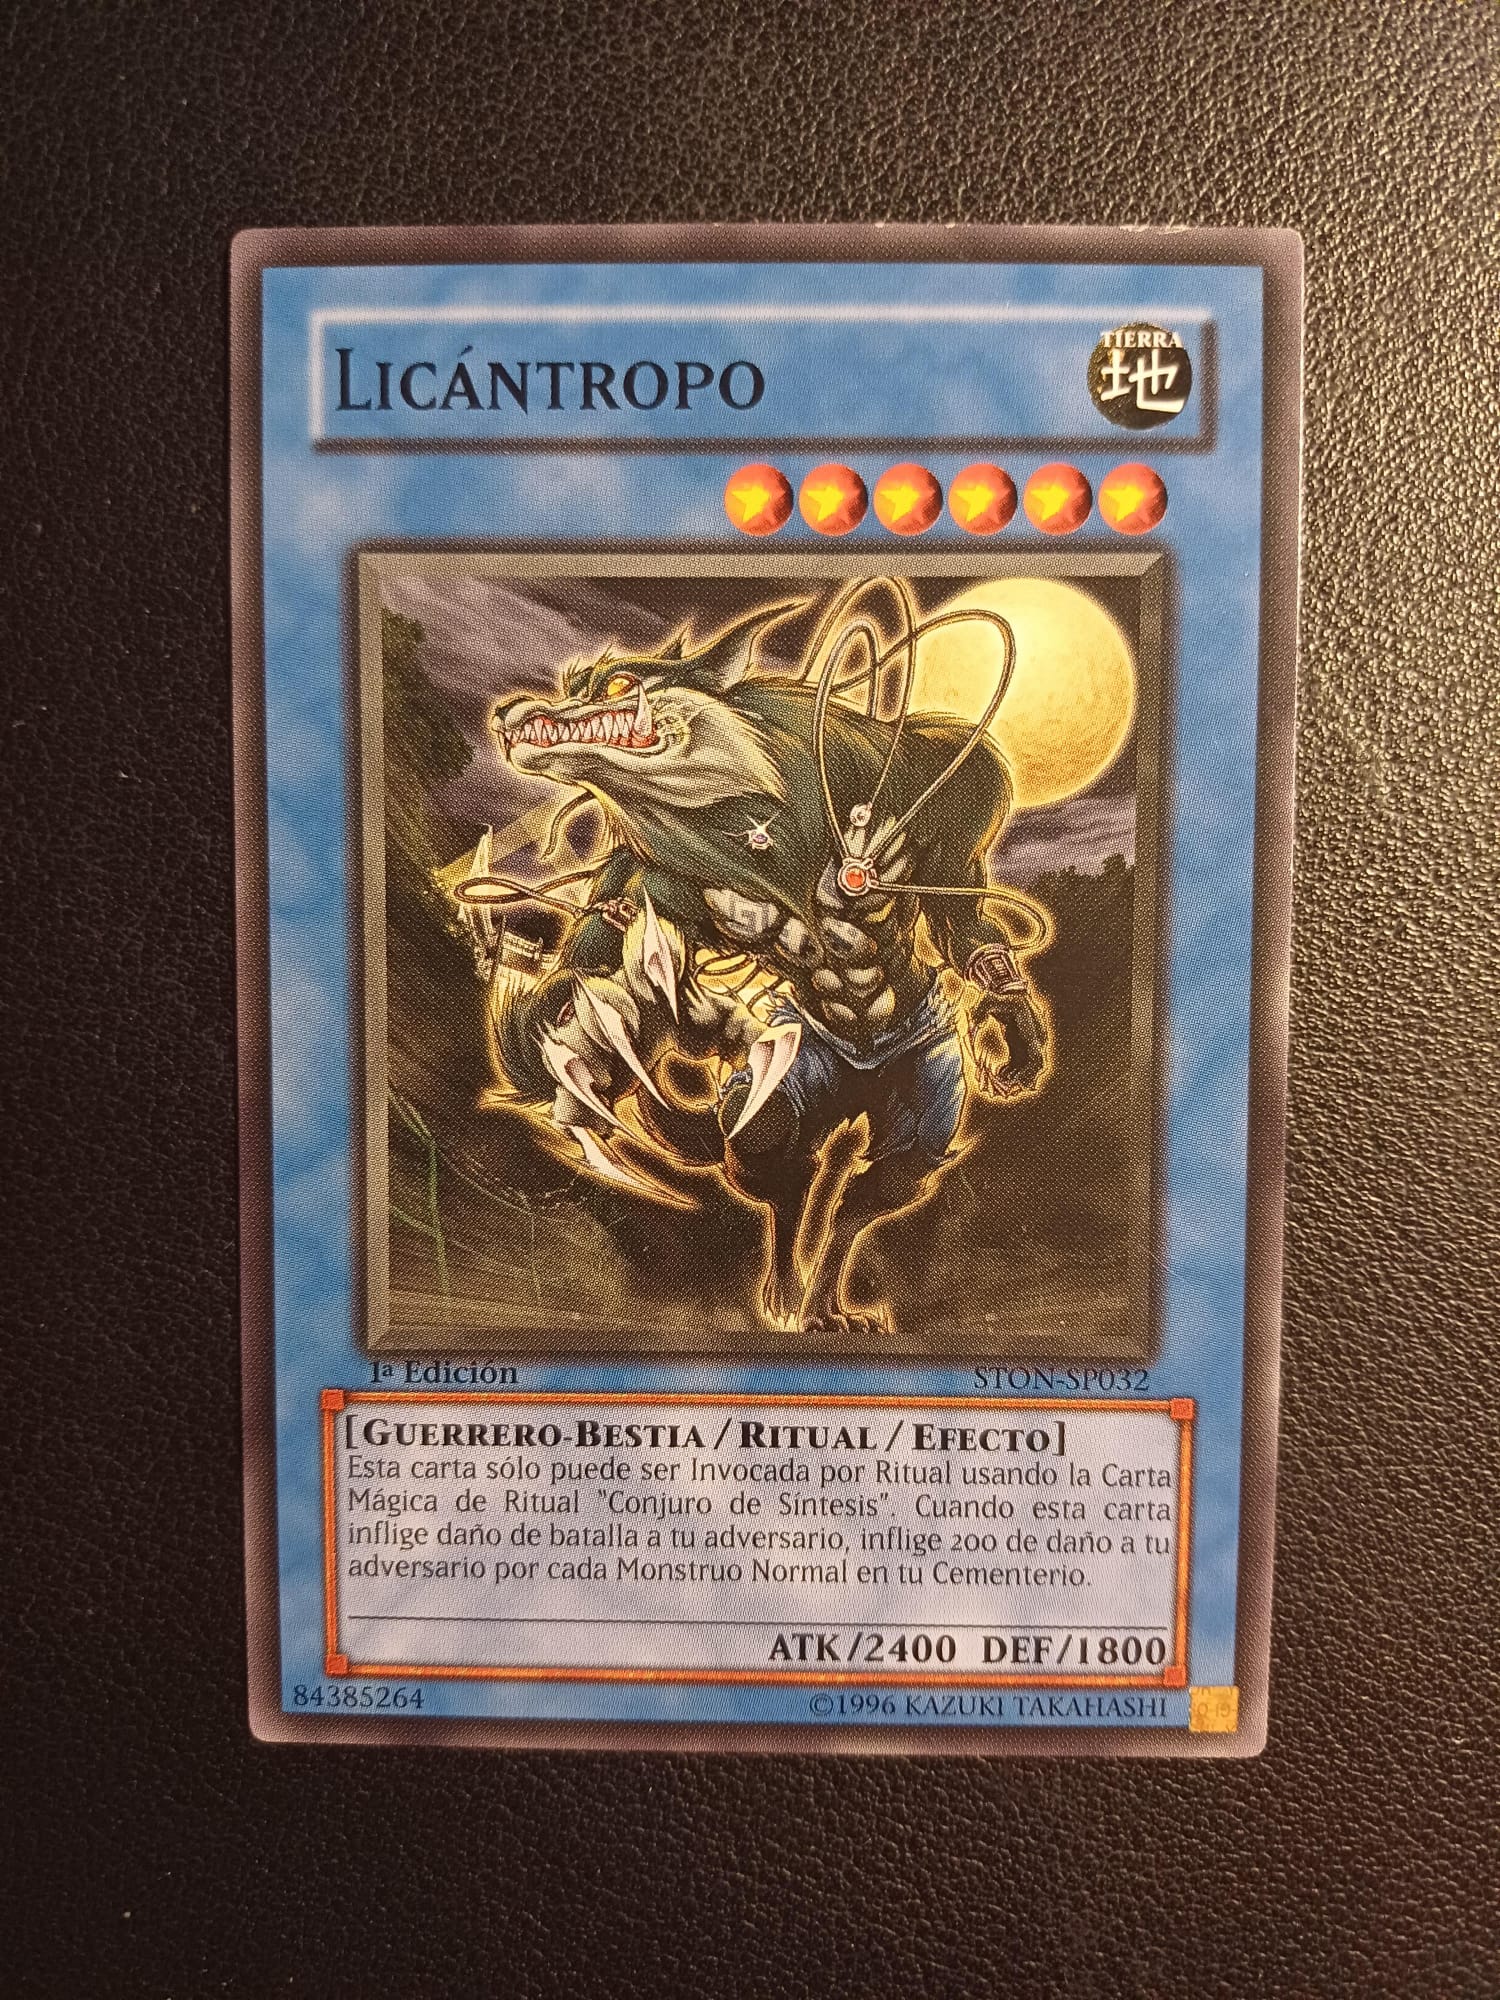 LICÁNTROPO
TIERRA
地
1ª Edición
STON-SP032
[GUERRERO-BESTIA/RITUAL/EFECTO]
Esta carta sólo puede ser Invocada por Ritual usando la Carta
Mágica de Ritual "Conjuro de Síntesis". Cuando esta carta
inflige daño de batalla a tu adversario, inflige 200 de daño a tu
adversario por cada Monstruo Normal en tu Cementerio.
ATK/2400 DEF/1800
84385264
©1996 KAZUKI TAKAHASHI